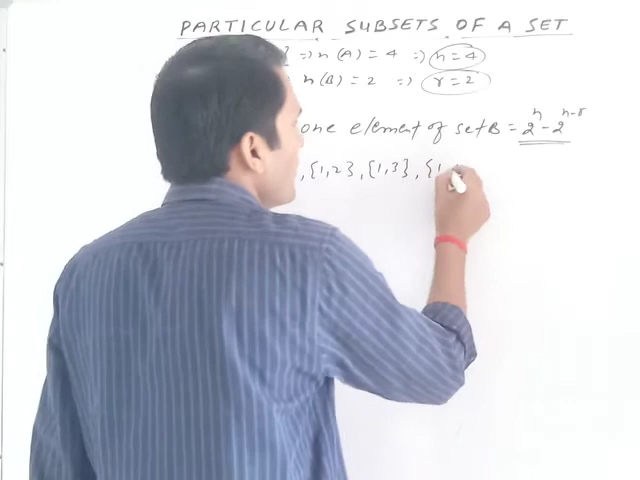 PARTICULAR SUBSETS OF A SET
} => n(A) = 4 => n=4
n(B) = 2 => r=2
one element of set B = 2^n - 2^{n-r}
, {1,2}, {1,3}, {1,